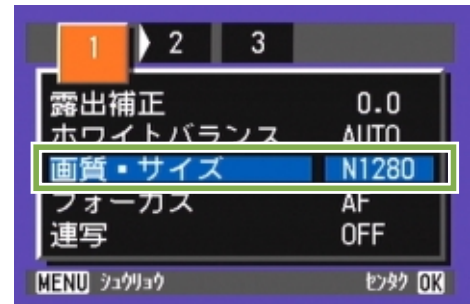 1 2 3
露出補正 0.0
ホワイトバランス AUTO
画質・サイズ N1280
フォーカス AF
連写 OFF
MENU シュウリョウ センタク OK